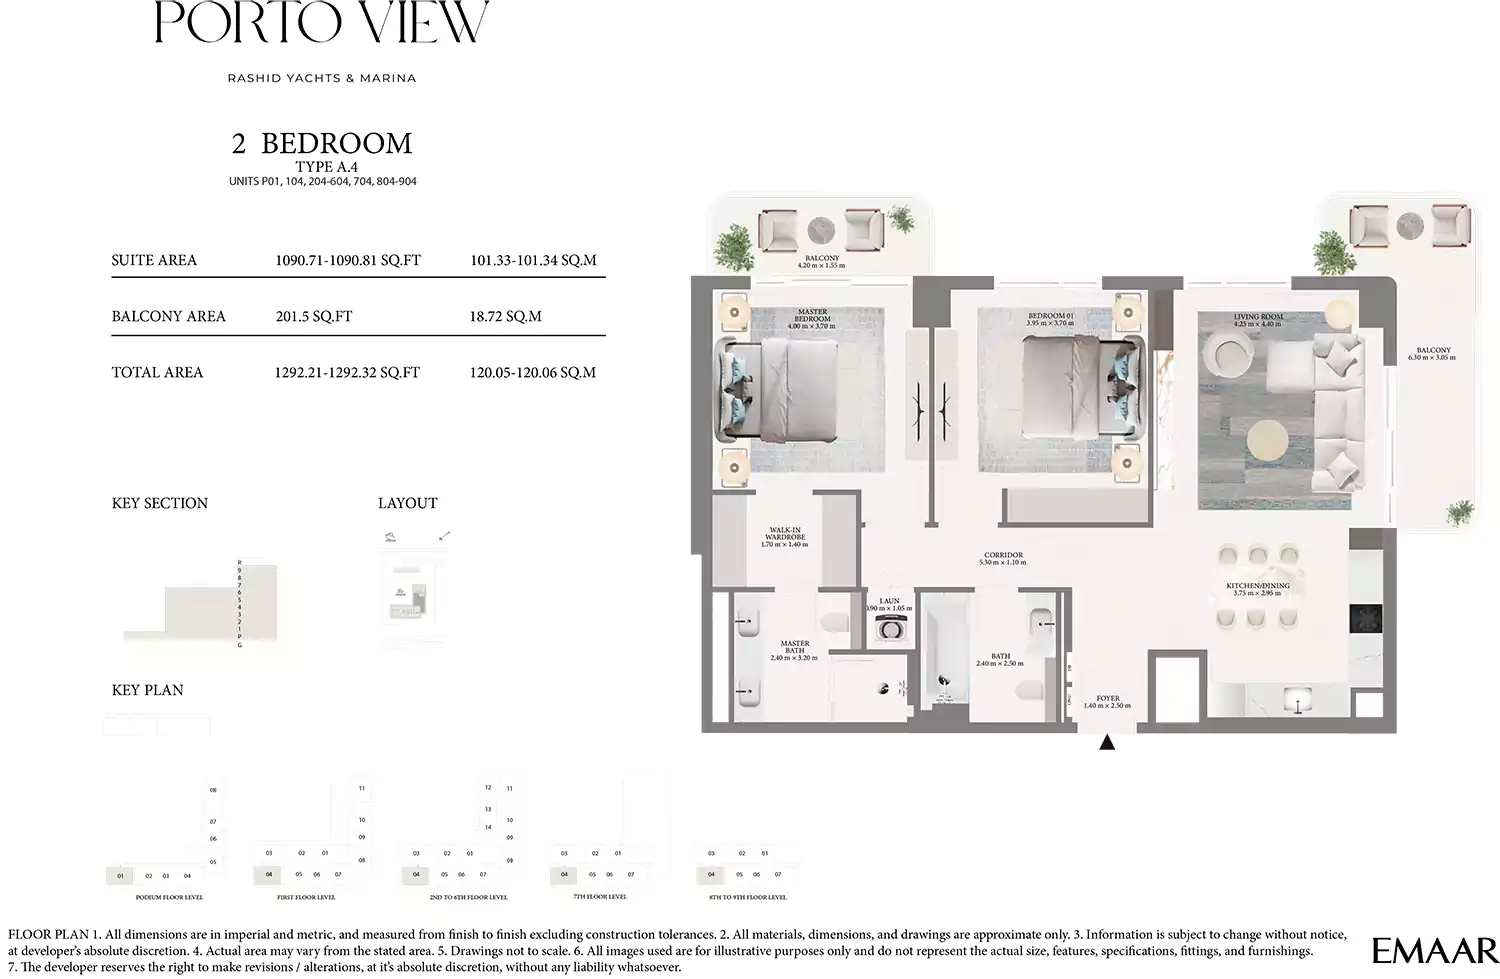 PORTO VIEW
RASHID YACHTS & MARINA
2 BEDROOM
TYPE A.4
UNITS P01, 104, 204-604, 704, 804-904
SUITE AREA 1090.71-1090.81 SQ.FT 101.33-101.34 SQ.M
BALCONY AREA 201.5 SQ.FT 18.72 SQ.M
TOTAL AREA 1292.21-1292.32 SQ.FT 120.05-120.06 SQ.M
KEY SECTION
LAYOUT
R
9
8
7
6
5
4
3
2
1
P
G
KEY PLAN
BALCONY
4.20 m × 1.55 m
MASTER
BEDROOM
4.00 m × 3.70 m
BEDROOM 01
3.95 m × 3.70 m
LIVING ROOM
4.25 m × 4.40 m
BALCONY
6.30 m × 3.05 m
WALK-IN
WARDROBE
1.70 m × 1.40 m
CORRIDOR
5.30 m × 1.10 m
KITCHEN/DINING
3.75 m × 2.95 m
LAUN
0.90 m × 1.05 m
MASTER
BATH
2.40 m × 3.20 m
BATH
2.40 m × 2.50 m
FOYER
1.40 m × 2.50 m
08
07
06
05
01 02 03 04
PODIUM FLOOR LEVEL
11
10
09
08
03 02 01
04 05 06 07
FIRST FLOOR LEVEL
12 11
13
10
14
09
08
03 02 01
04 05 06 07
2ND TO 6TH FLOOR LEVEL
03 02 01
04 05 06 07
7TH FLOOR LEVEL
03 02 01
04 05 06 07
8TH TO 9TH FLOOR LEVEL
FLOOR PLAN 1. All dimensions are in imperial and metric, and measured from finish to finish excluding construction tolerances. 2. All materials, dimensions, and drawings are approximate only. 3. Information is subject to change without notice,
at developer's absolute discretion. 4. Actual area may vary from the stated area. 5. Drawings not to scale. 6. All images used are for illustrative purposes only and do not represent the actual size, features, specifications, fittings, and furnishings.
7. The developer reserves the right to make revisions / alterations, at it's absolute discretion, without any liability whatsoever.
EMAAR